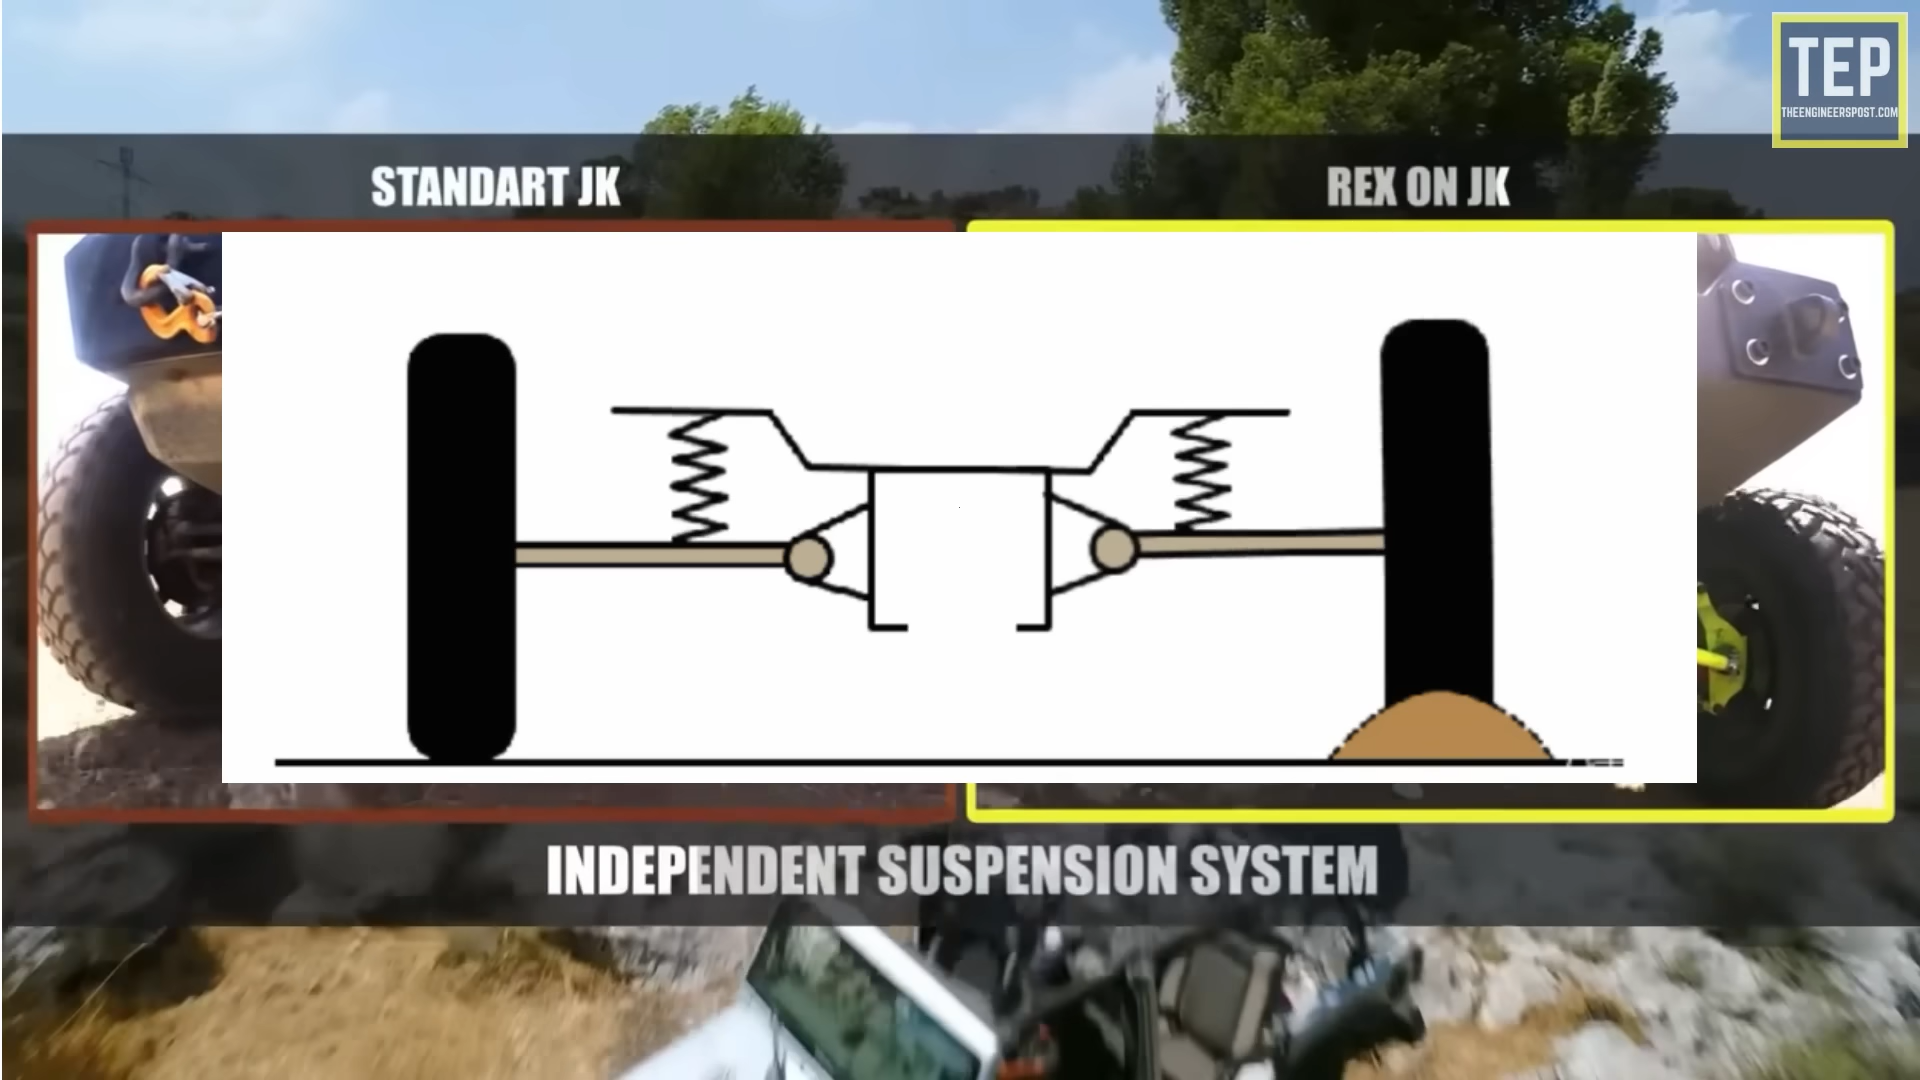 TEP
THEENGINEERSPOST.COM
STANDART JK
REX ON JK
INDEPENDENT SUSPENSION SYSTEM